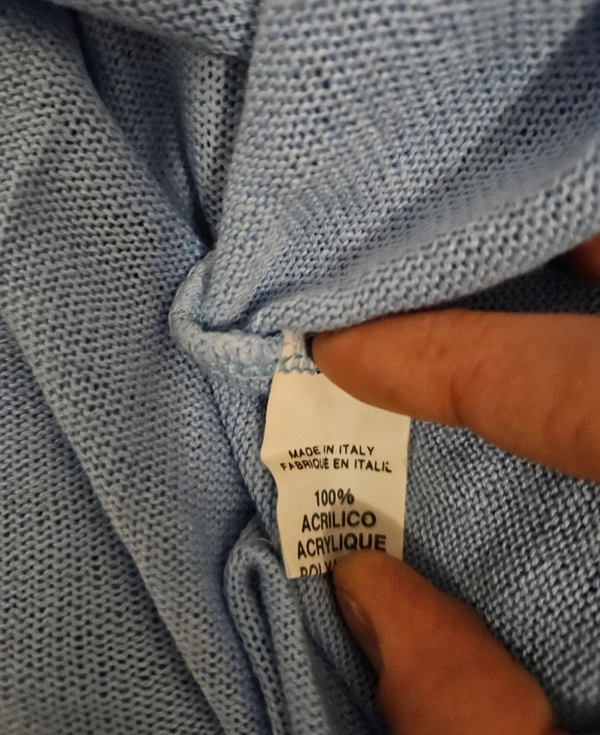 MADE IN ITALY
FABRIQUÉ EN ITALIE
100%
ACRILICO
ACRYLIQUE